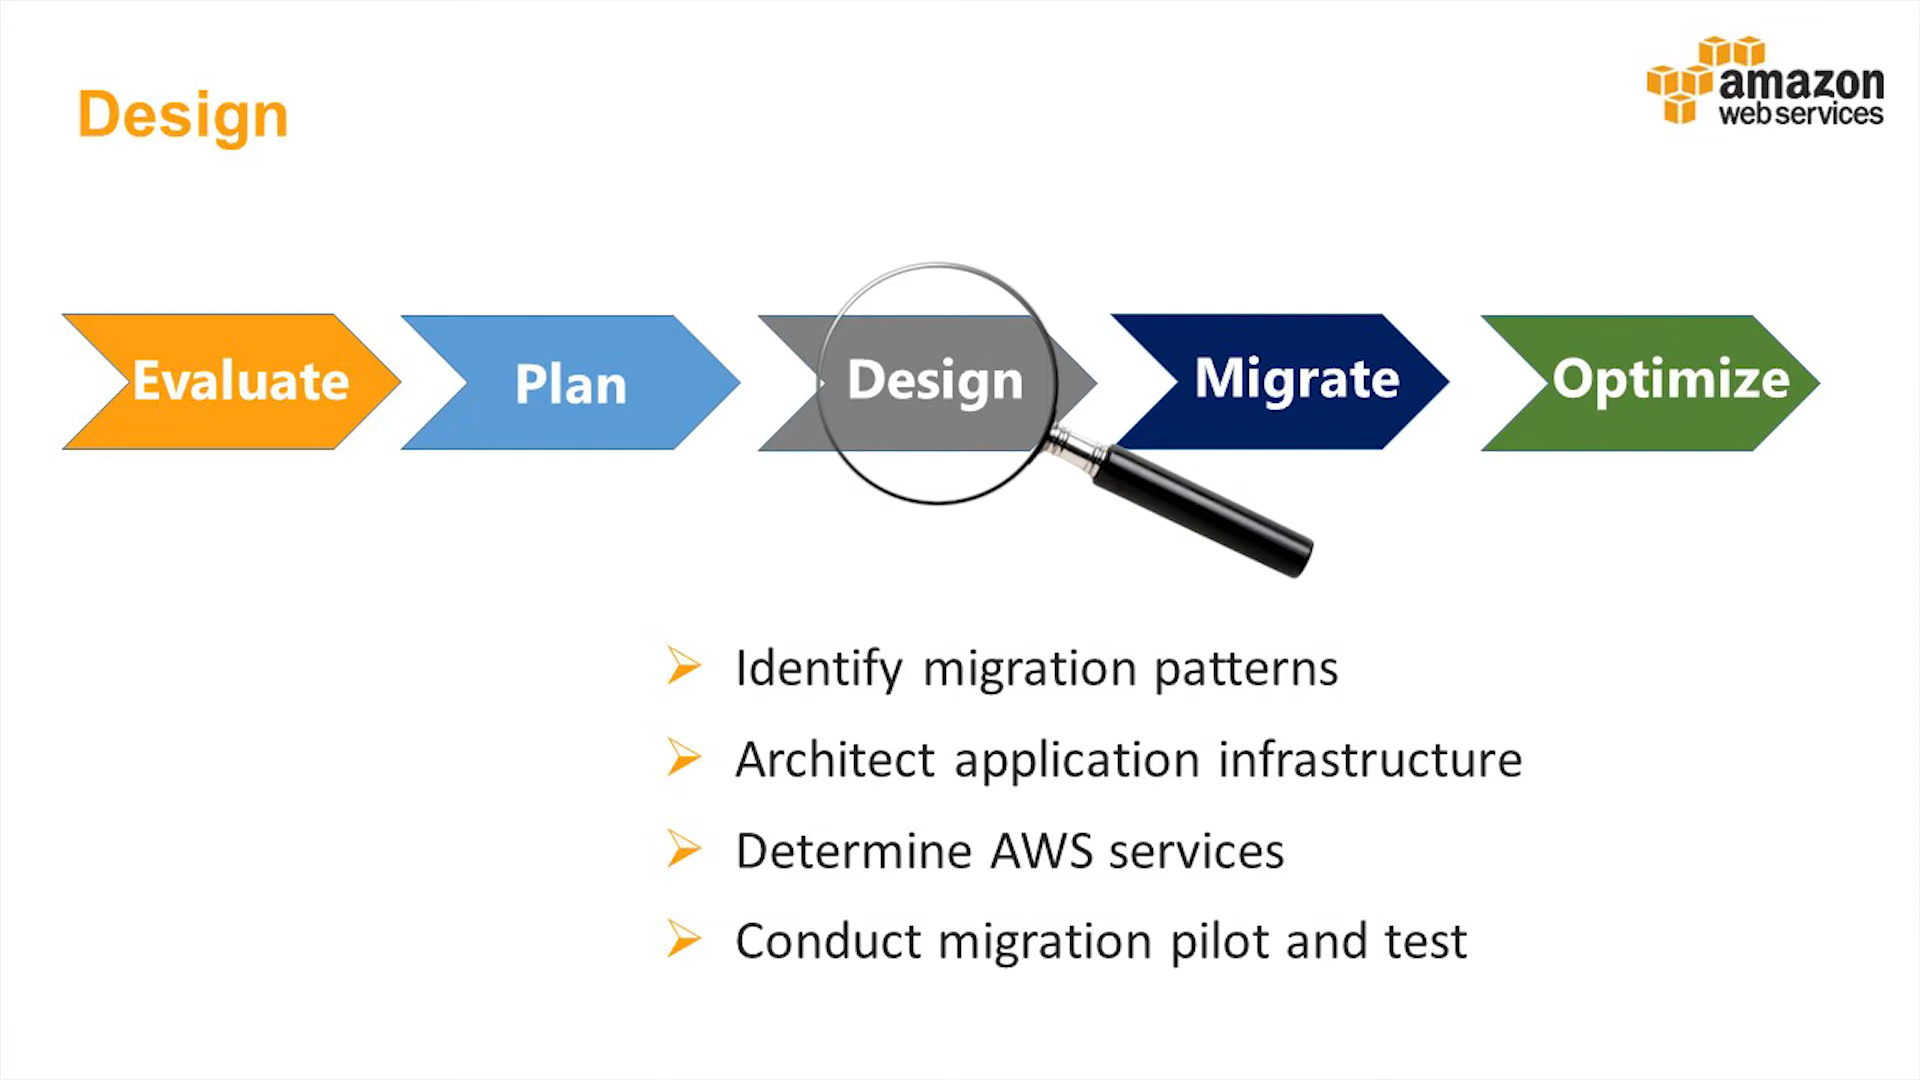 Design
amazon
web services
Evaluate
Plan
Design
Migrate
Optimize
Identify migration patterns
Architect application infrastructure
Determine AWS services
Conduct migration pilot and test